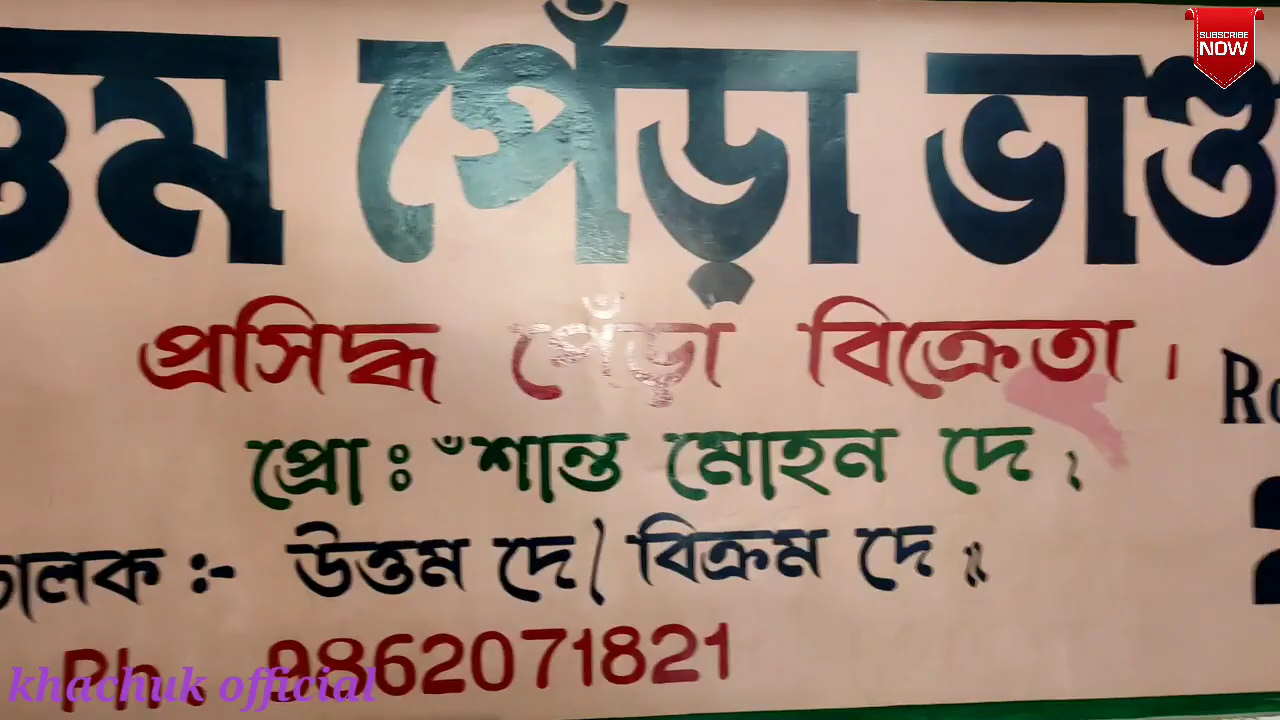 SUBSCRIBE
NOW
ত্তম পেঁড়া ভাণ্ড
প্রসিদ্ধ পেঁড়া বিক্রেতা ।
প্রোঃ ঁশান্ত মোহন দে ,
চালক :- উত্তম দে / বিক্রম দে ,,
Ph. 9862071821
khachuk official